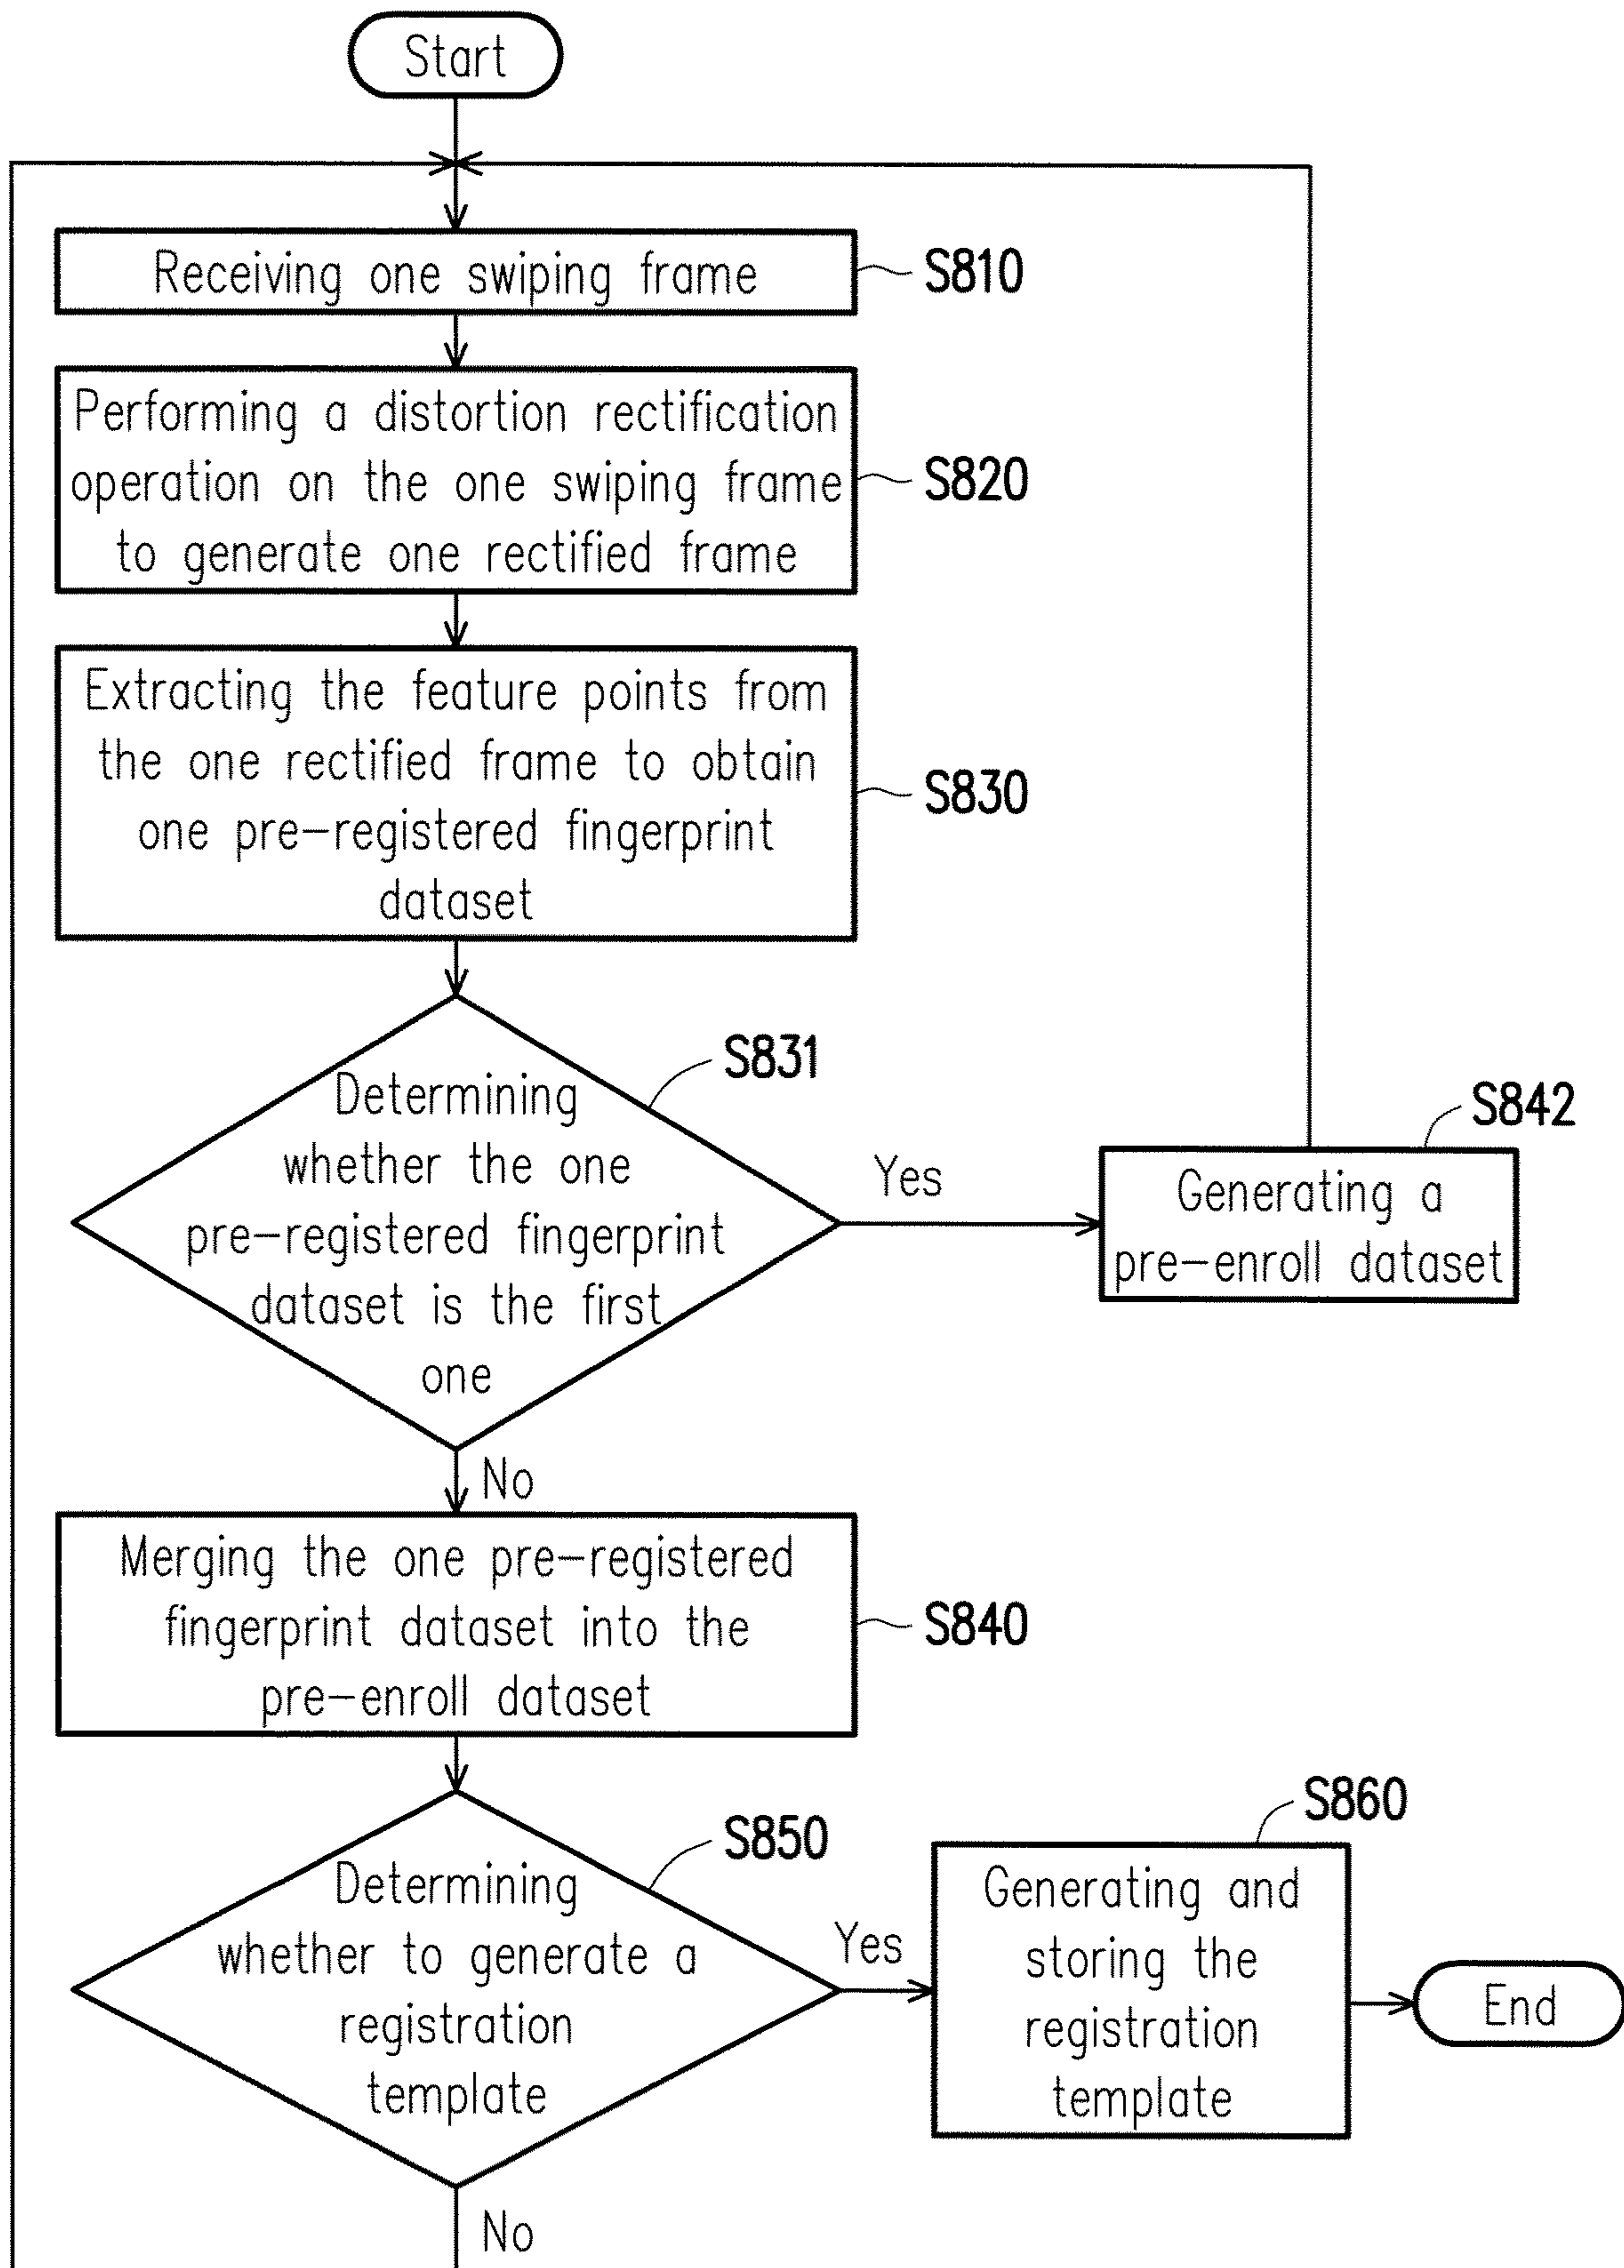 Start
Receiving one swiping frame
S810
Performing a distortion rectification
operation on the one swiping frame
to generate one rectified frame
S820
Extracting the feature points from
the one rectified frame to obtain
one pre-registered fingerprint
dataset
S830
Determining
whether the one
pre-registered fingerprint
dataset is the first
one
S831
Yes
S842
Generating a
pre-enroll dataset
No
Merging the one pre-registered
fingerprint dataset into the
pre-enroll dataset
S840
Determining
whether to generate a
registration
template
S850
Yes
S860
Generating and
storing the
registration
template
End
No